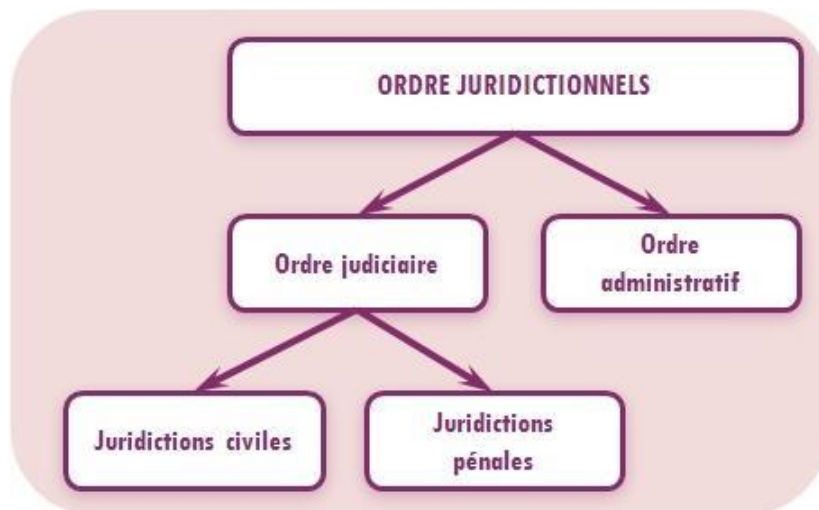 ORDRE JURIDICTIONNELS
Ordre judiciaire
Ordre
administratif
Juridictions civiles
Juridictions
pénales